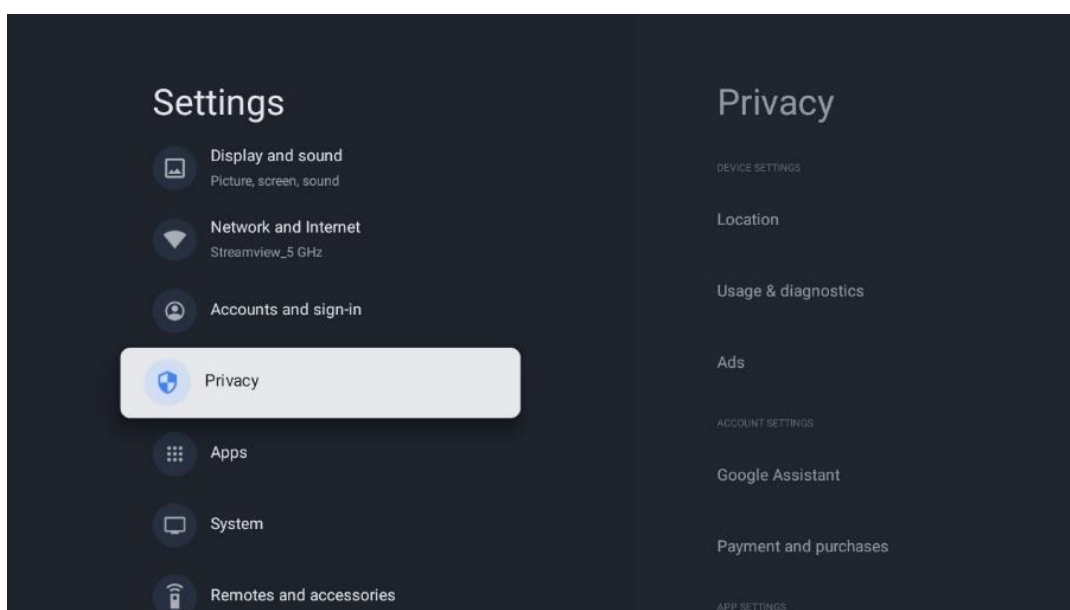 Settings
Display and sound
Picture, screen, sound
Network and Internet
Streamview_5 GHz
Accounts and sign-in
Privacy
Apps
System
Remotes and accessories
Privacy
DEVICE SETTINGS
Location
Usage & diagnostics
Ads
ACCOUNT SETTINGS
Google Assistant
Payment and purchases
APP SETTINGS